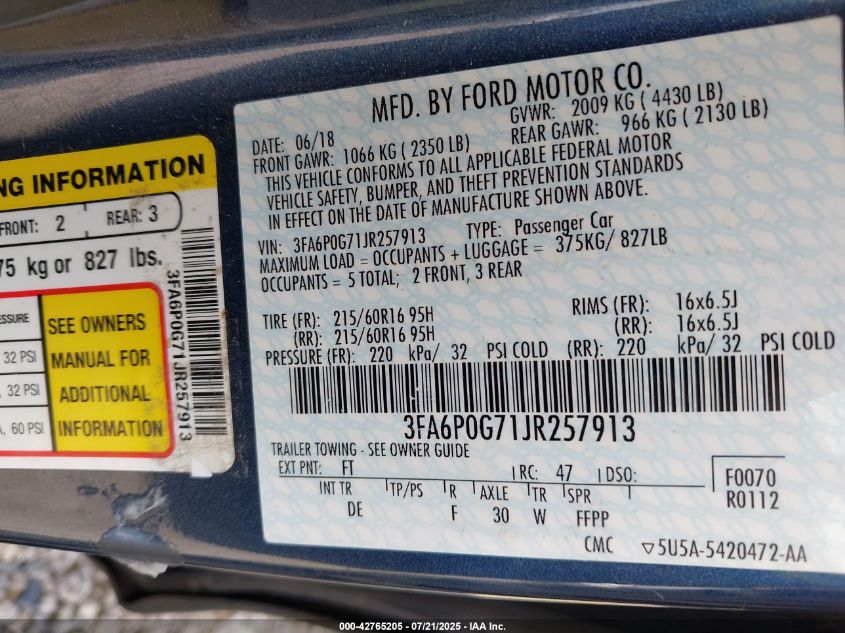 NG INFORMATION
FRONT: 2 REAR: 3
75 kg or 827 lbs.
SSURE
32 PSI
32 PSI
60 PSI
SEE OWNERS
MANUAL FOR
ADDITIONAL
INFORMATION
3FA6P0G71JR257913
MFD. BY FORD MOTOR CO.
DATE: 06/18 GVWR: 2009 KG ( 4430 LB)
FRONT GAWR: 1066 KG ( 2350 LB) REAR GAWR: 966 KG ( 2130 LB)
THIS VEHICLE CONFORMS TO ALL APPLICABLE FEDERAL MOTOR
VEHICLE SAFETY, BUMPER, AND THEFT PREVENTION STANDARDS
IN EFFECT ON THE DATE OF MANUFACTURE SHOWN ABOVE.
VIN: 3FA6P0G71JR257913 TYPE: Passenger Car
MAXIMUM LOAD = OCCUPANTS + LUGGAGE = 375KG/ 827LB
OCCUPANTS = 5 TOTAL; 2 FRONT, 3 REAR
TIRE (FR): 215/60R16 95H RIMS (FR): 16x6.5J
(RR): 215/60R16 95H (RR): 16x6.5J
PRESSURE (FR): 220 kPa/ 32 PSI COLD (RR): 220 kPa/ 32 PSI COLD
3FA6P0G71JR257913
TRAILER TOWING - SEE OWNER GUIDE
EXT PNT: FT RC: 47 DSO: F0070
R0112
INT TR TP/PS R AXLE TR SPR
DE F 30 W FFPP
CMC ▽5U5A-5420472-AA
000-42765205 - 07/21/2025 - IAA Inc.